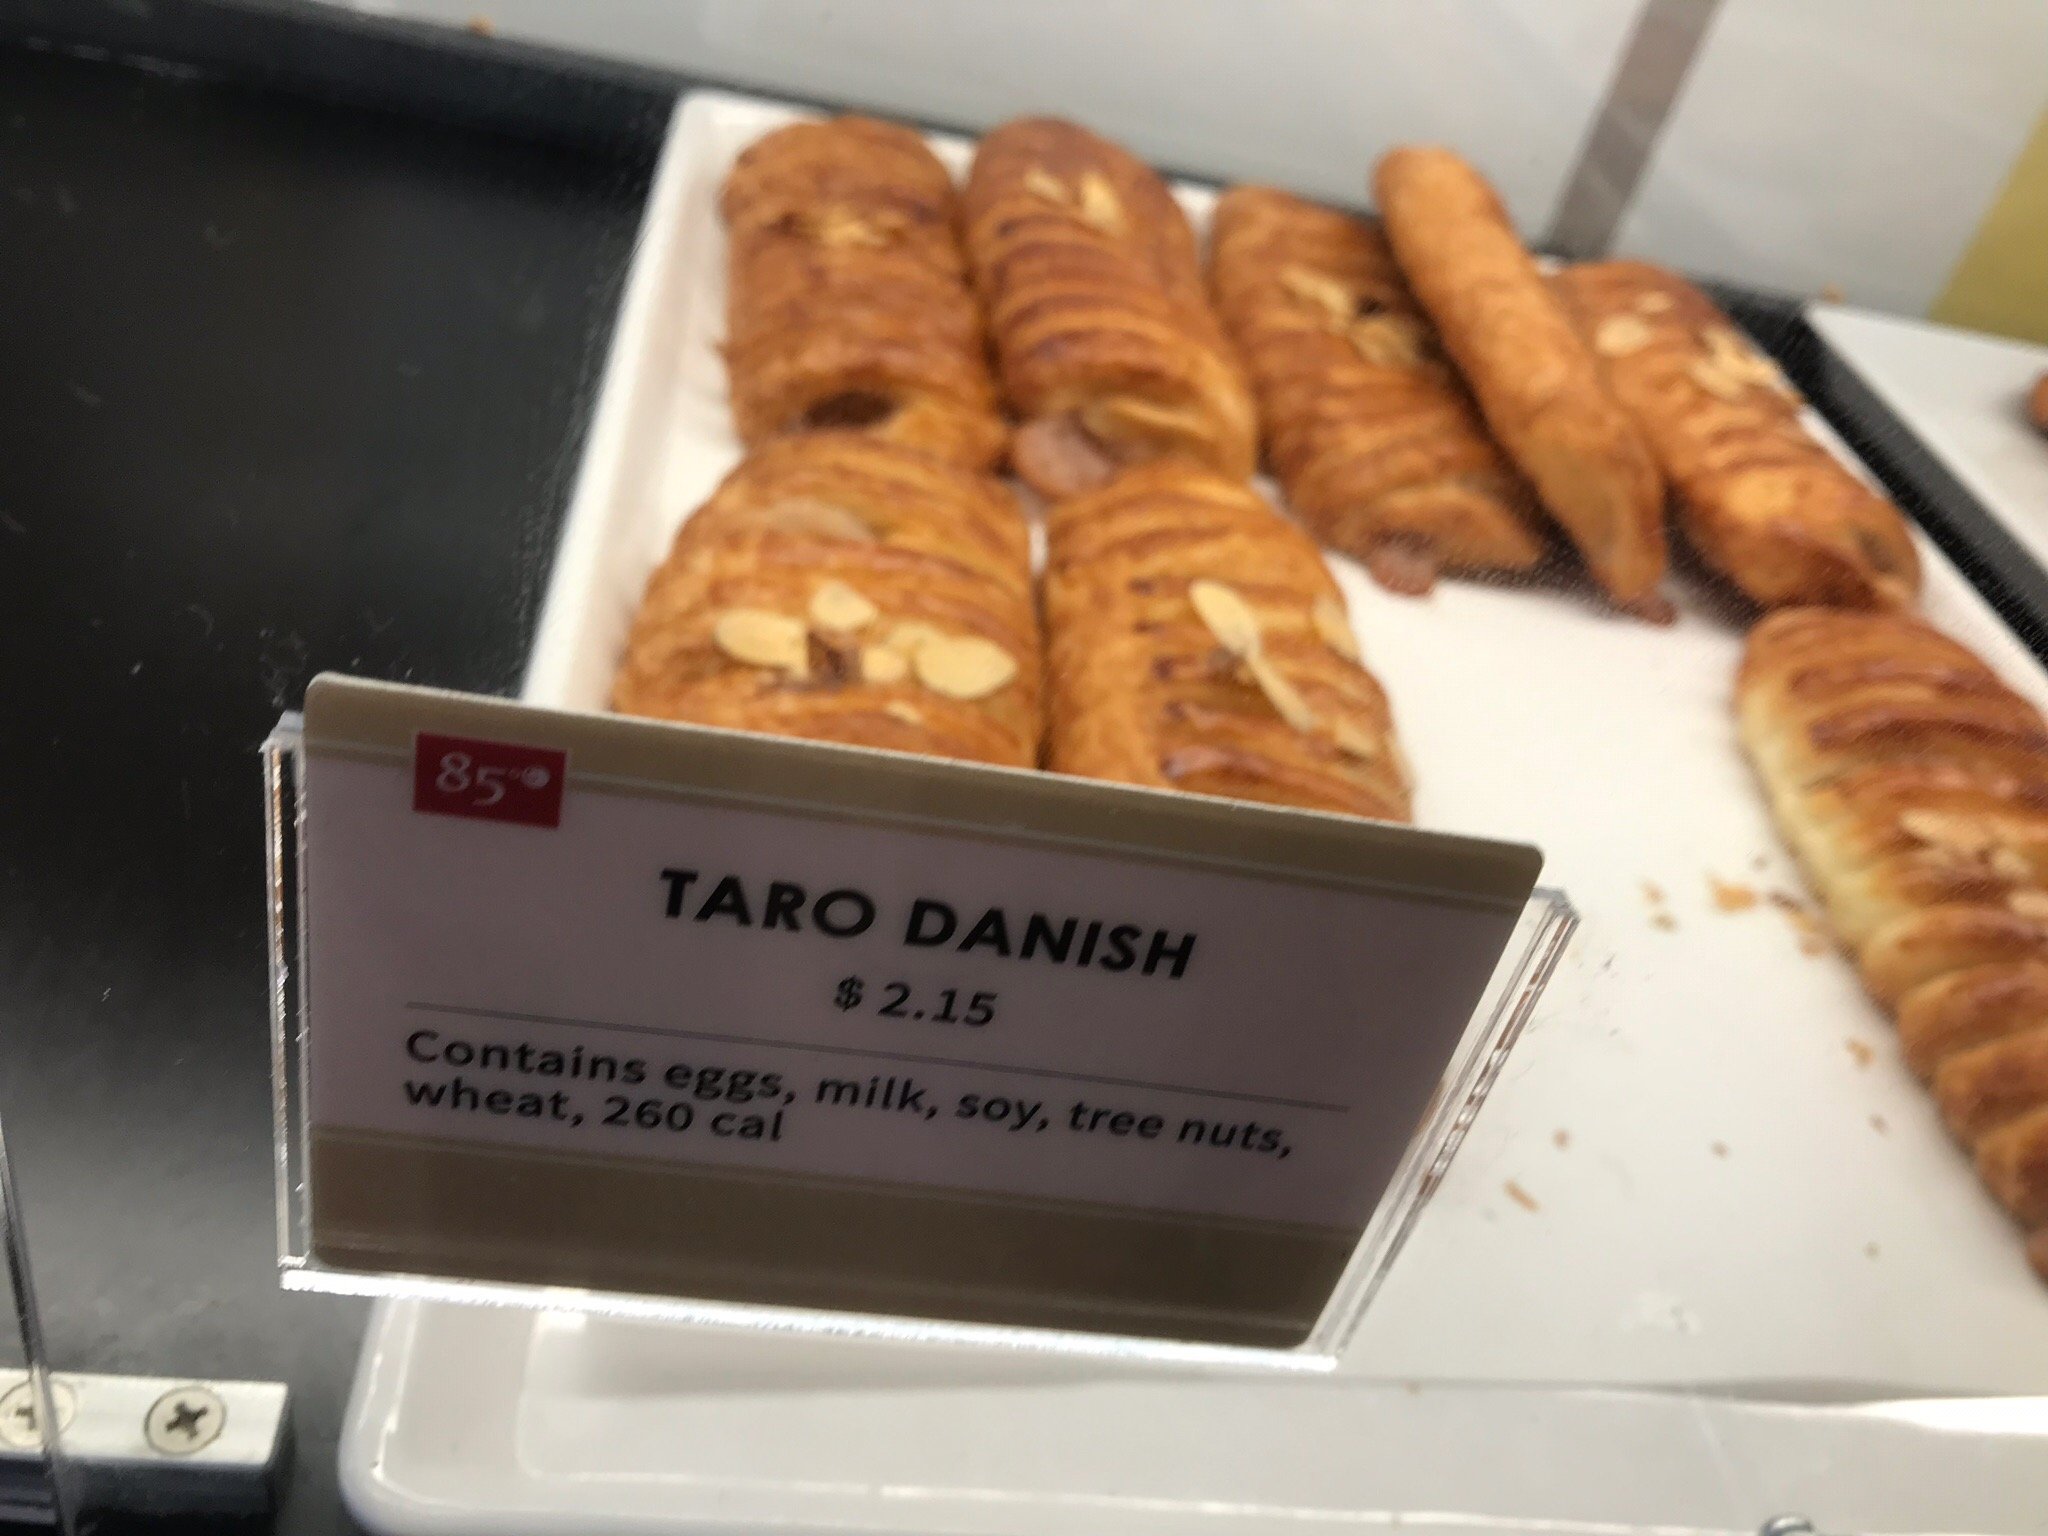 85°C
TARO DANISH
$ 2.15
Contains eggs, milk, soy, tree nuts,
wheat, 260 cal